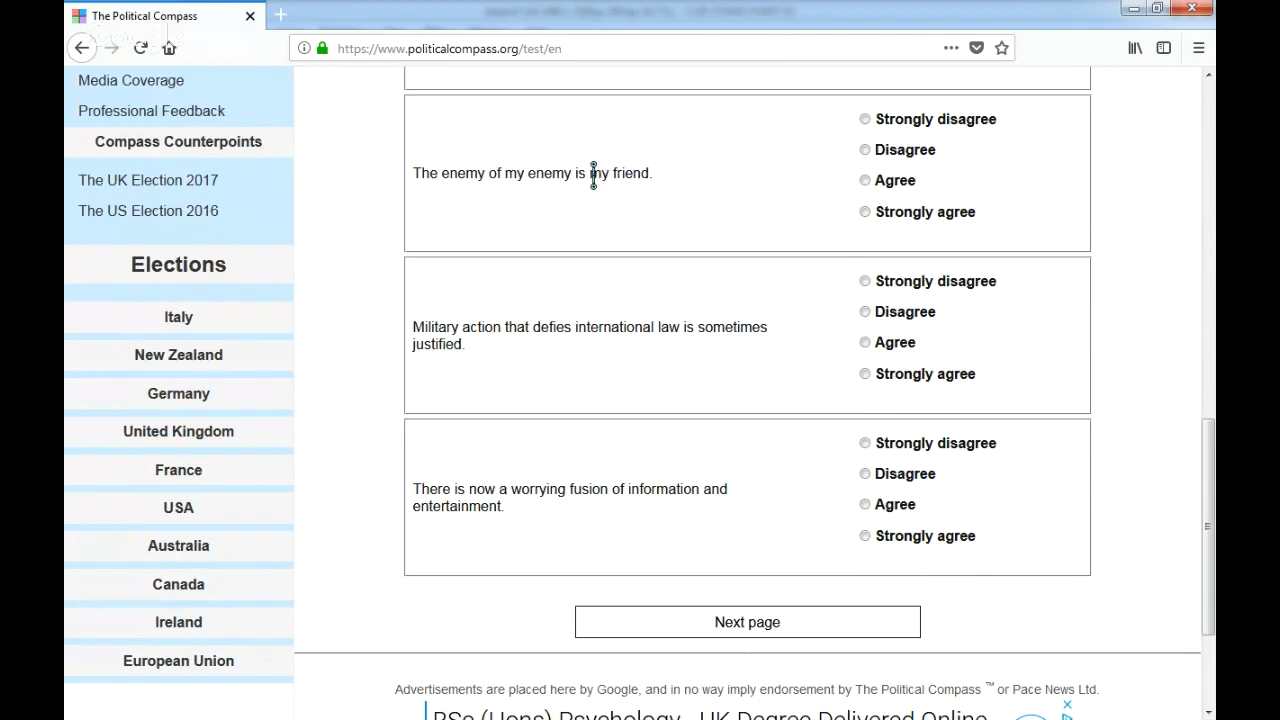 The Political Compass
https://www.politicalcompass.org/test/en
Media Coverage
Professional Feedback
Compass Counterpoints
The UK Election 2017
The US Election 2016
Elections
Italy
New Zealand
Germany
United Kingdom
France
USA
Australia
Canada
Ireland
European Union
The enemy of my enemy is my friend.
Strongly disagree
Disagree
Agree
Strongly agree
Military action that defies international law is sometimes
justified.
Strongly disagree
Disagree
Agree
Strongly agree
There is now a worrying fusion of information and
entertainment.
Strongly disagree
Disagree
Agree
Strongly agree
Next page
Advertisements are placed here by Google, and in no way imply endorsement by The Political Compass ™ or Pace News Ltd.
BSc (Hons) Psychology - UK Degree Delivered Online